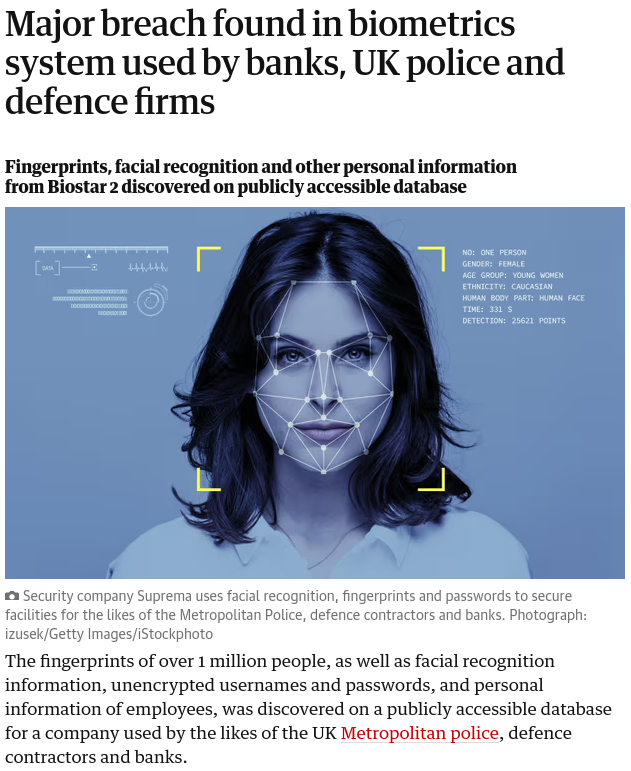 Major breach found in biometrics
system used by banks, UK police and
defence firms
Fingerprints, facial recognition and other personal information
from Biostar 2 discovered on publicly accessible database
DATA
NO: ONE PERSON
GENDER: FEMALE
AGE GROUP: YOUNG WOMEN
ETHNICITY: CAUCASIAN
HUMAN BODY PART: HUMAN FACE
TIME: 331 S
DETECTION: 25621 POINTS
Security company Suprema uses facial recognition, fingerprints and passwords to secure
facilities for the likes of the Metropolitan Police, defence contractors and banks. Photograph:
izusek/Getty Images/iStockphoto
The fingerprints of over 1 million people, as well as facial recognition
information, unencrypted usernames and passwords, and personal
information of employees, was discovered on a publicly accessible database
for a company used by the likes of the UK Metropolitan police, defence
contractors and banks.